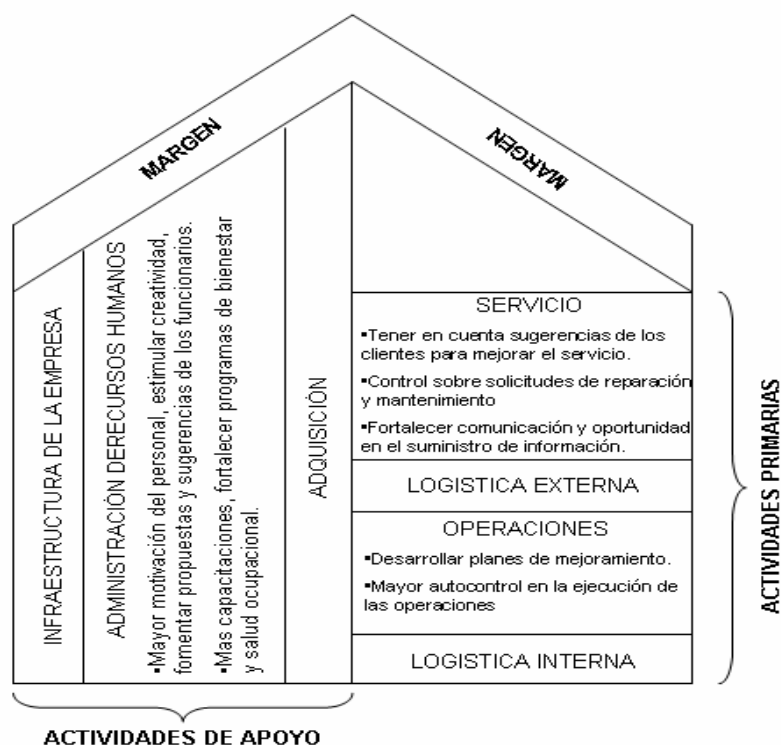 MARGEN
MARGEN
INFRAESTRUCTURA DE LA EMPRESA
ADMINISTRACIÓN DERECURSOS HUMANOS
▪Mayor motivación del personal, estimular creatividad,
fomentar propuestas y sugerencias de los funcionarios.
▪Mas capacitaciones, fortalecer programas de bienestar
y salud ocupacional.
ADQUISICIÓN
SERVICIO
▪Tener en cuenta sugerencias de los
clientes para mejorar el servicio.
▪Control sobre solicitudes de reparación
y mantenimiento
▪Fortalecer comunicación y oportunidad
en el suministro de información.
LOGISTICA EXTERNA
OPERACIONES
▪Desarrollar planes de mejoramiento.
▪Mayor autocontrol en la ejecución de
las operaciones
LOGISTICA INTERNA
ACTIVIDADES PRIMARIAS
ACTIVIDADES DE APOYO